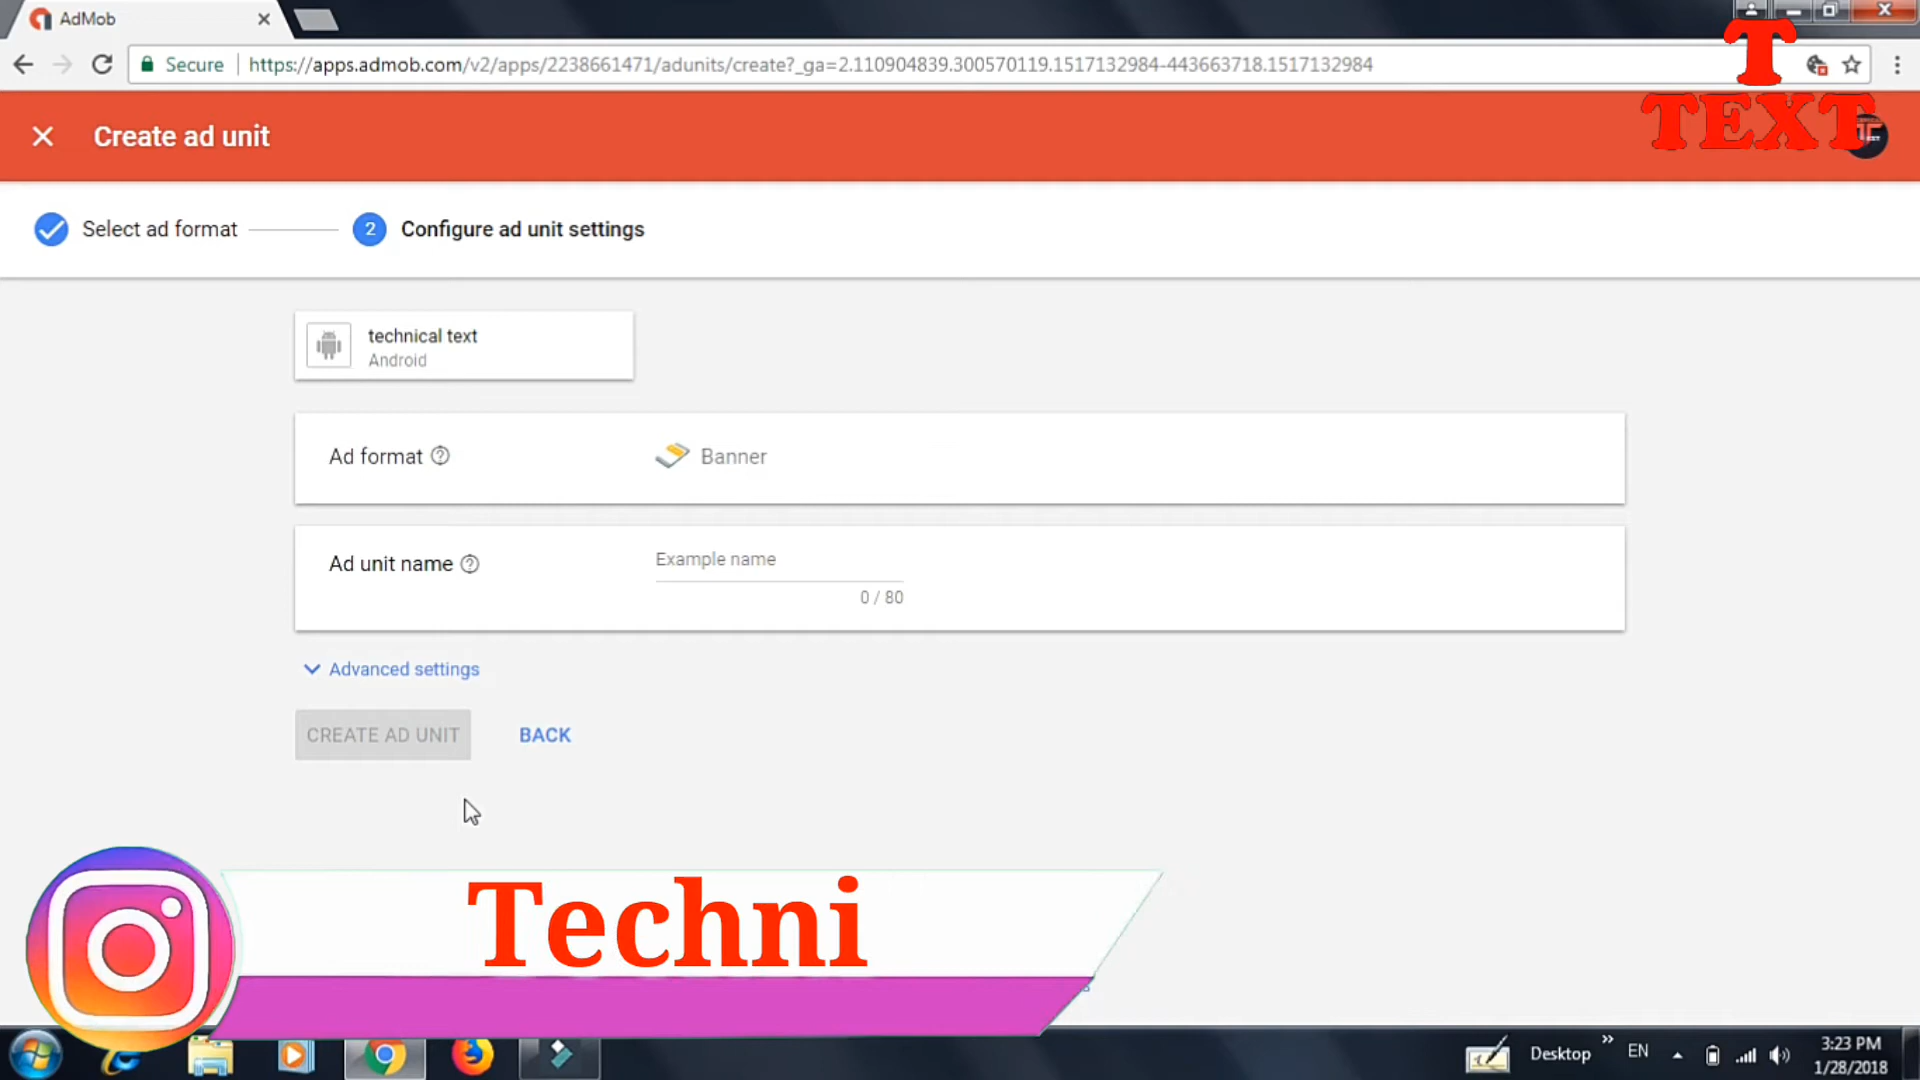 AdMob
Secure
https://apps.admob.com/v2/apps/2238661471/adunits/create?_ga=2.110904839.300570119.1517132984-443663718.1517132984
T
TEXT
Create ad unit
Select ad format
2 Configure ad unit settings
technical text
Android
Ad format
Banner
Ad unit name
Example name
0 / 80
Advanced settings
CREATE AD UNIT
BACK
Techni
Desktop
EN
3:23 PM
1/28/2018